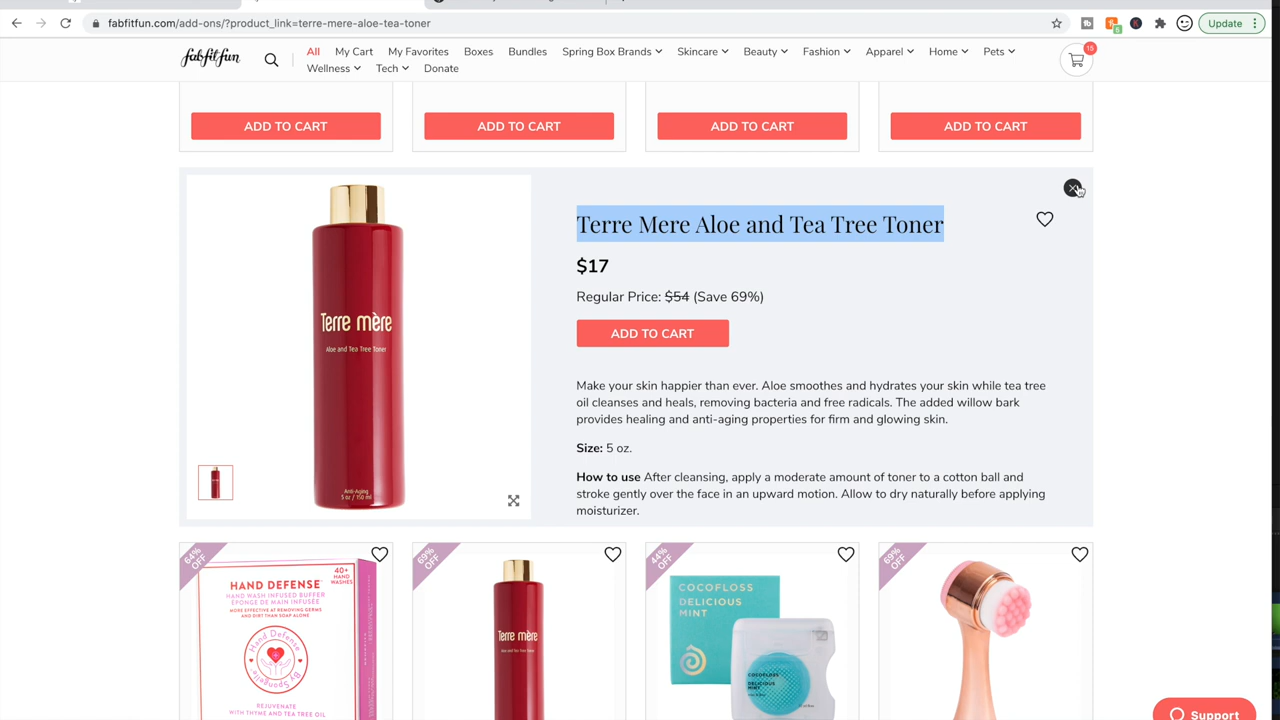 fabfitfun.com/add-ons/?product_link=terre-mere-aloe-tea-toner
Update
5
fabfitfun
All My Cart My Favorites Boxes Bundles Spring Box Brands Skincare Beauty Fashion Apparel Home Pets
Wellness Tech Donate
15
ADD TO CART ADD TO CART ADD TO CART ADD TO CART
Terre mère
Aloe and Tea Tree Toner
Anti-Aging
5 oz / 150 ml
Terre Mere Aloe and Tea Tree Toner
$17
Regular Price: $54 (Save 69%)
ADD TO CART
Make your skin happier than ever. Aloe smoothes and hydrates your skin while tea tree
oil cleanses and heals, removing bacteria and free radicals. The added willow bark
provides healing and anti-aging properties for firm and glowing skin.
Size: 5 oz.
How to use After cleansing, apply a moderate amount of toner to a cotton ball and
stroke gently over the face in an upward motion. Allow to dry naturally before applying
moisturizer.
64% OFF
HAND DEFENSE
40+
HAND
WASHES
HAND WASH INFUSED BUFFER
ÉPONGE DE MAIN INFUSÉE
MORE EFFECTIVE AT REMOVING GERMS
AND DIRT THAN SOAP ALONE
Hand Defense
By Spongellé
REJUVENATE
WITH THYME AND TEA TREE OIL
69% OFF
Terre mère
Aloe and Tea Tree Toner
44% OFF
COCOFLOSS
DELICIOUS
MINT
COCOFLOSS
DELICIOUS
MINT
69% OFF
Support